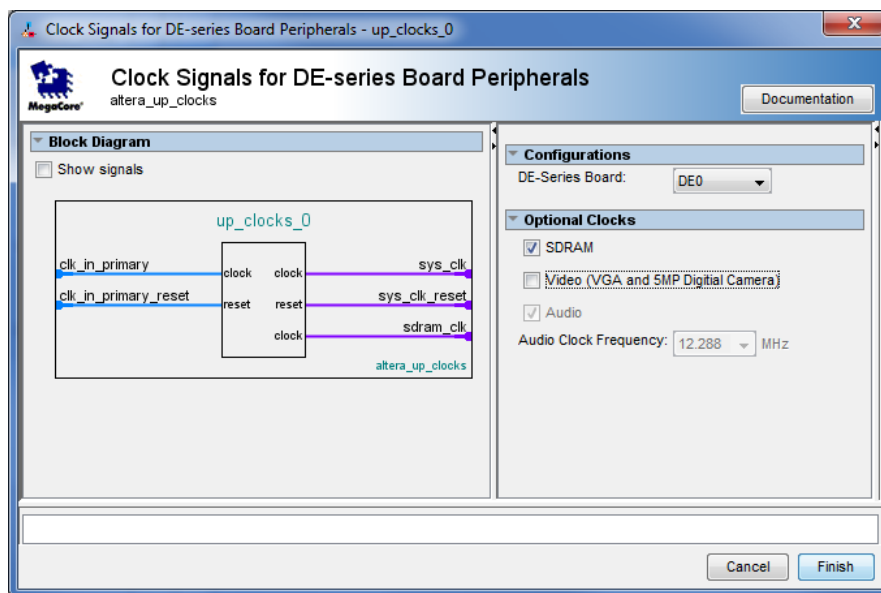 Clock Signals for DE-series Board Peripherals - up_clocks_0
MegaCore®
Clock Signals for DE-series Board Peripherals
altera_up_clocks
Documentation
Block Diagram
Show signals
up_clocks_0
clk_in_primary
clock
clock
sys_clk
clk_in_primary_reset
reset
reset
sys_clk_reset
clock
sdram_clk
altera_up_clocks
Configurations
DE-Series Board:
DE0
Optional Clocks
SDRAM
Video (VGA and 5MP Digitial Camera)
Audio
Audio Clock Frequency:
12.288
MHz
Cancel
Finish